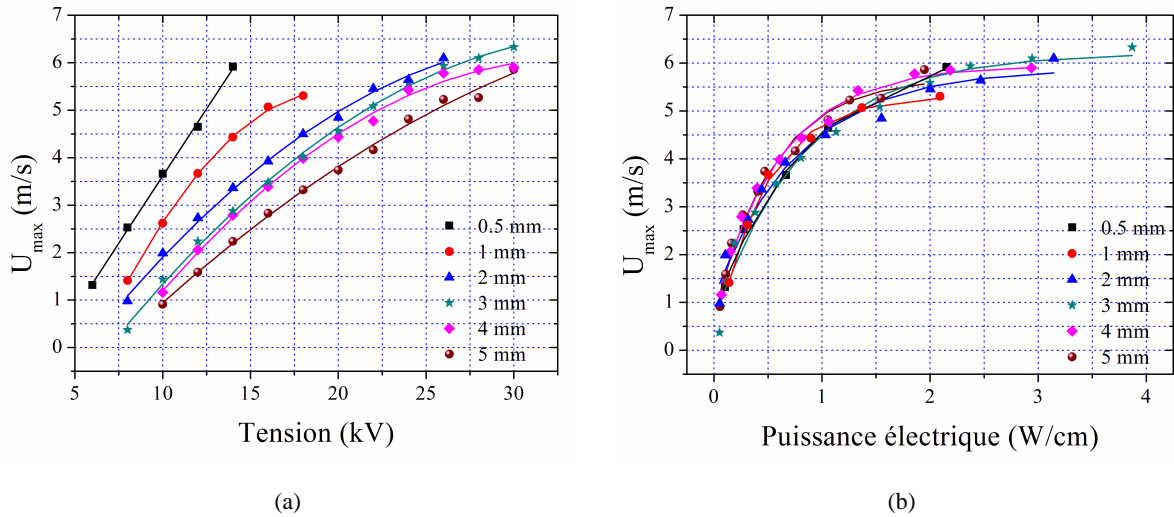 7
6
5
4
3
2
1
0
U_max (m/s)
5 10 15 20 25 30
Tension (kV)
0.5 mm
1 mm
2 mm
3 mm
4 mm
5 mm
(a)
7
6
5
4
3
2
1
0
U_max (m/s)
0 1 2 3 4
Puissance électrique (W/cm)
0.5 mm
1 mm
2 mm
3 mm
4 mm
5 mm
(b)